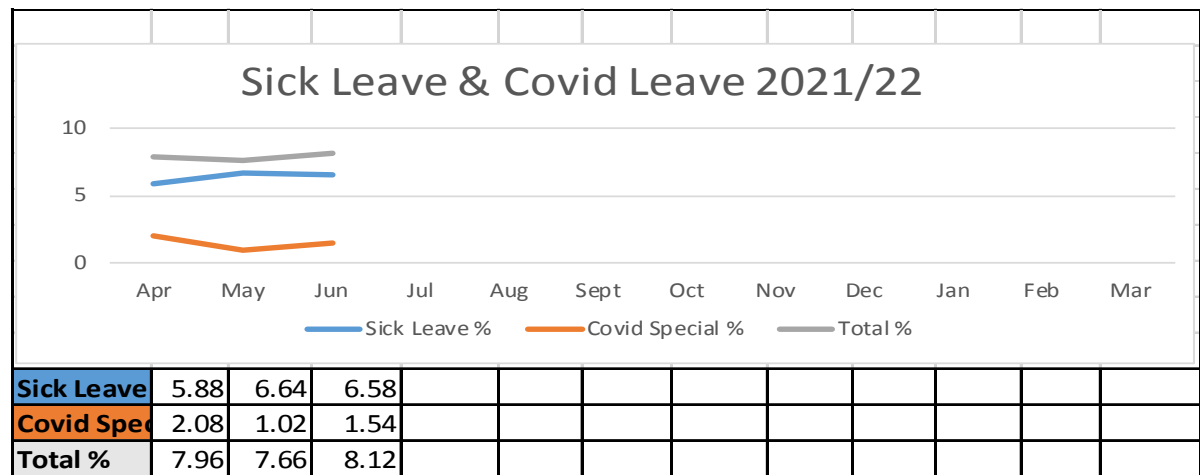 Sick Leave & Covid Leave 2021/22
10
5
0
Apr May Jun Jul Aug Sept Oct Nov Dec Jan Feb Mar
Sick Leave % Covid Special % Total %
Sick Leave 5.88 6.64 6.58
Covid Spec 2.08 1.02 1.54
Total % 7.96 7.66 8.12